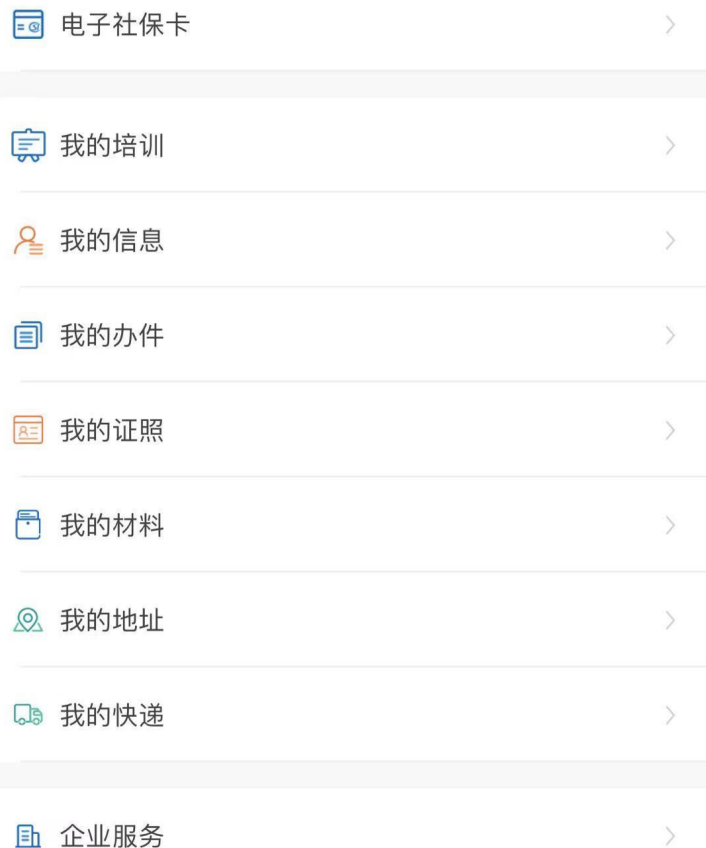 电子社保卡
我的培训
我的信息
我的办件
我的证照
我的材料
我的地址
我的快递
企业服务